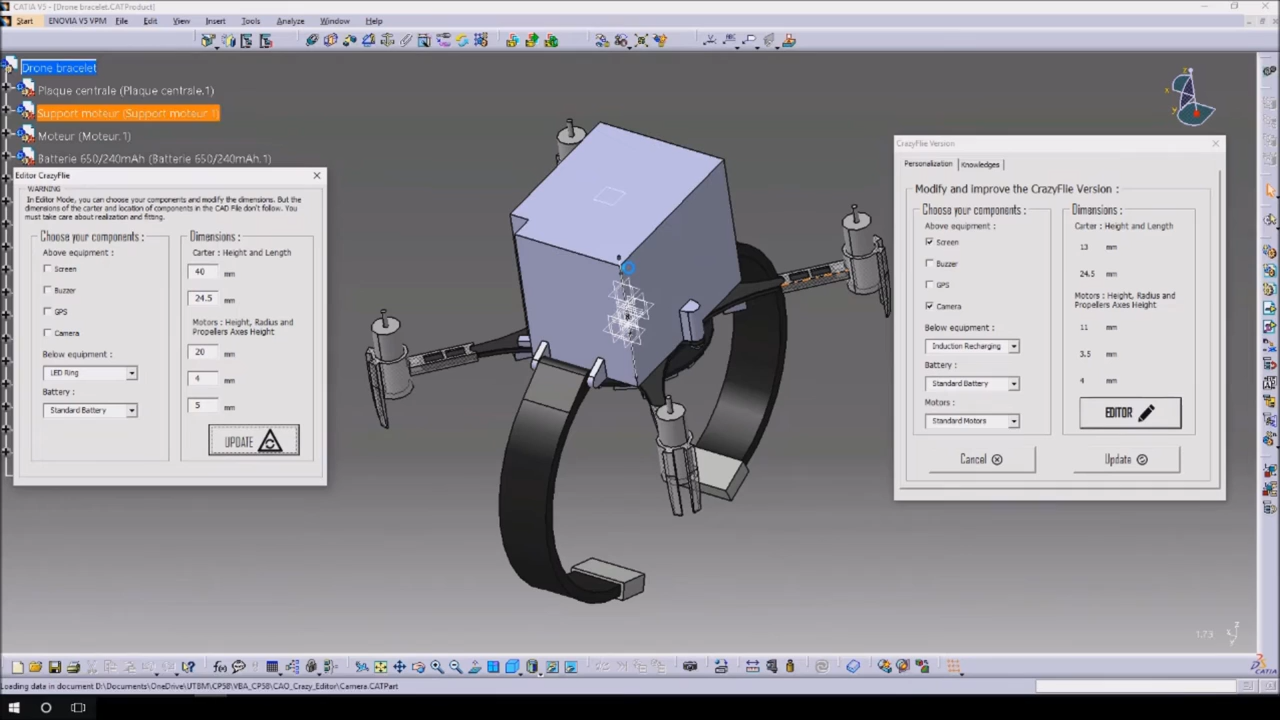 CATIA V5 - [Drone bracelet.CATProduct]
Start ENOVIA V5 VPM File Edit View Insert Tools Analyze Window Help
Drone bracelet
Plaque centrale (Plaque centrale.1)
Support moteur (Support moteur.1)
Moteur (Moteur.1)
Batterie 650/240mAh (Batterie 650/240mAh.1)
Editor CrazyFlie
WARNING
In Editor Mode, you can choose your components and modify the dimensions. But the
dimensions of the carter and location of components in the CAD File don't follow. You
must take care about realization and fitting.
Choose your components :
Above equipment :
Screen
Buzzer
GPS
Camera
Below equipment :
LED Ring
Battery :
Standard Battery
Dimensions :
Carter : Height and Length
40 mm
24.5 mm
Motors : Height, Radius and
Propellers Axes Height
20 mm
4 mm
5 mm
UPDATE
CrazyFlie Version
Personalization Knowledges
Modify and improve the CrazyFlie Version :
Choose your components :
Above equipment :
Screen
Buzzer
GPS
Camera
Below equipment :
Induction Recharging
Battery :
Standard Battery
Motors :
Standard Motors
Dimensions :
Carter : Height and Length
13 mm
24.5 mm
Motors : Height, Radius and
Propellers Axes Height
11 mm
3.5 mm
4 mm
EDITOR
Cancel
Update
z
x
y
1.73
f(x)
CATIA
Loading data in document D:\Documents\OneDrive\UTBM\CP58\VBA_CP58\CAO_Crazy_Editor\Camera.CATPart